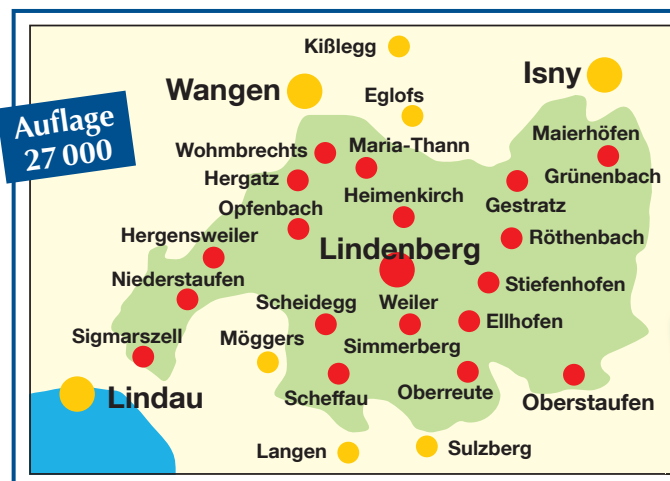 Kißlegg
Wangen
Isny
Eglofs
Auflage
27 000
Maierhöfen
Wohmbrechts
Maria-Thann
Grünenbach
Hergatz
Heimenkirch
Gestratz
Opfenbach
Hergensweiler
Lindenberg
Röthenbach
Niederstaufen
Stiefenhofen
Scheidegg
Weiler
Ellhofen
Sigmarszell
Möggers
Simmerberg
Lindau
Scheffau
Oberreute
Oberstaufen
Langen
Sulzberg